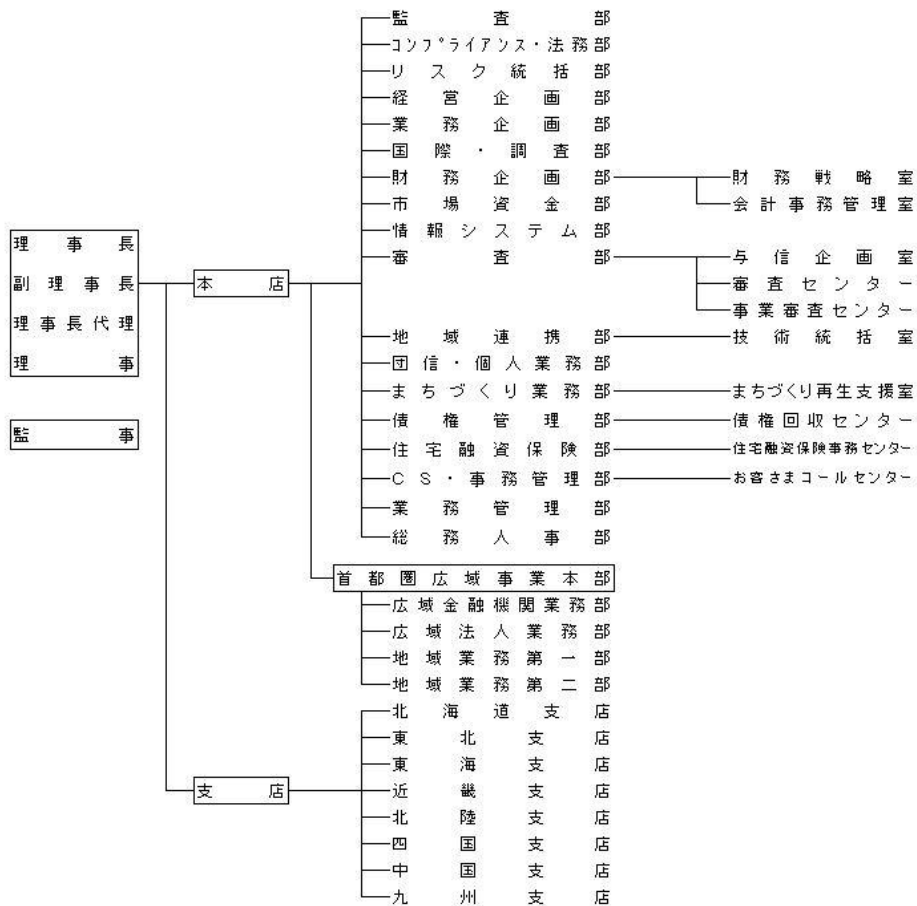 監査部
コンプライアンス・法務部
リスク統括部
経営企画部
業務企画部
国際・調査部
財務企画部 財務戦略室
市場資金部 会計事務管理室
情報システム部
理事長
審査部 与信企画室
副理事長 本店 審査センター
事業審査センター
理事長代理
地域連携部 技術統括室
理事
団信・個人業務部
まちづくり業務部 まちづくり再生支援室
債権管理部 債権回収センター
監事
住宅融資保険部 住宅融資保険事務センター
CS・事務管理部 お客さまコールセンター
業務管理部
総務人事部
首都圏広域事業本部
広域金融機関業務部
広域法人業務部
地域業務第一部
地域業務第二部
北海道支店
東北支店
東海支店
支店 近畿支店
北陸支店
四国支店
中国支店
九州支店